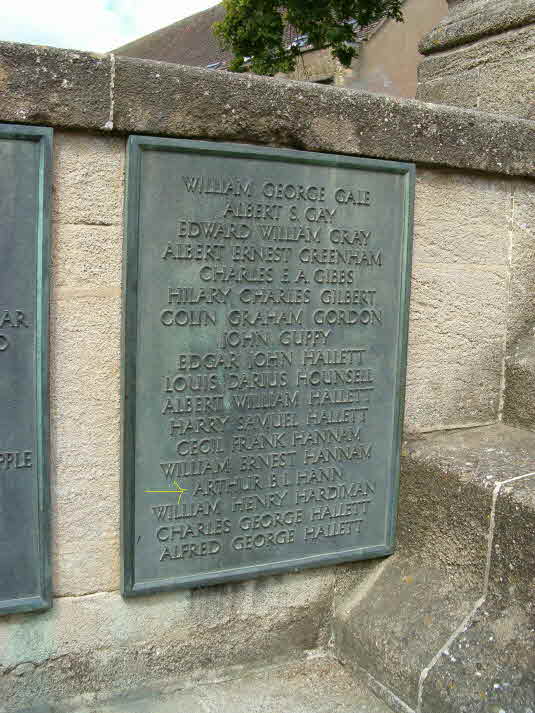 WILLIAM GEORGE GALE
ALBERT S. GAY
EDWARD WILLIAM GRAY
ALBERT ERNEST GREENHAM
CHARLES E. A. GIBBS
HILARY CHARLES GILBERT
COLIN GRAHAM GORDON
JOHN GUPPY
EDGAR JOHN HALLETT
LOUIS DARIUS HOUNSELL
ALBERT WILLIAM HALLETT
HARRY SAMUEL HALLETT
CECIL FRANK HANNAM
WILLIAM ERNEST HANNAM
ARTHUR B. L. HANN
WILLIAM HENRY HARDIMAN
CHARLES GEORGE HALLETT
ALFRED GEORGE HALLETT